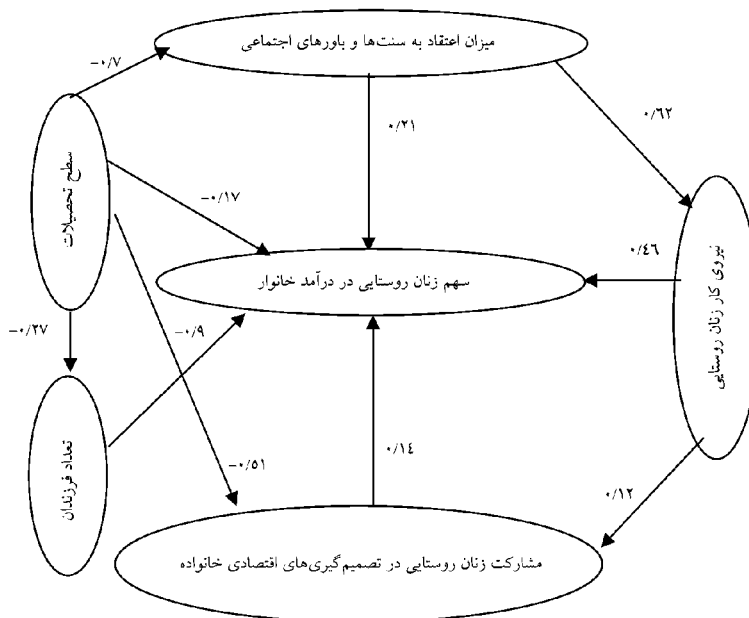 میزان اعتقاد به سنت‌ها و باورهای اجتماعی
−۰/۷
۰/۶۲
۰/۲۱
سطح تحصیلات
−۰/۱۷
نیروی کار زنان روستایی
۰/٤٦
سهم زنان روستایی در درآمد خانوار
−۰/۲۷
−۰/۹
تعداد فرزندان
−۰/۵۱
۰/۱٤
۰/۱۲
مشارکت زنان روستایی در تصمیم‌گیری‌های اقتصادی خانواده